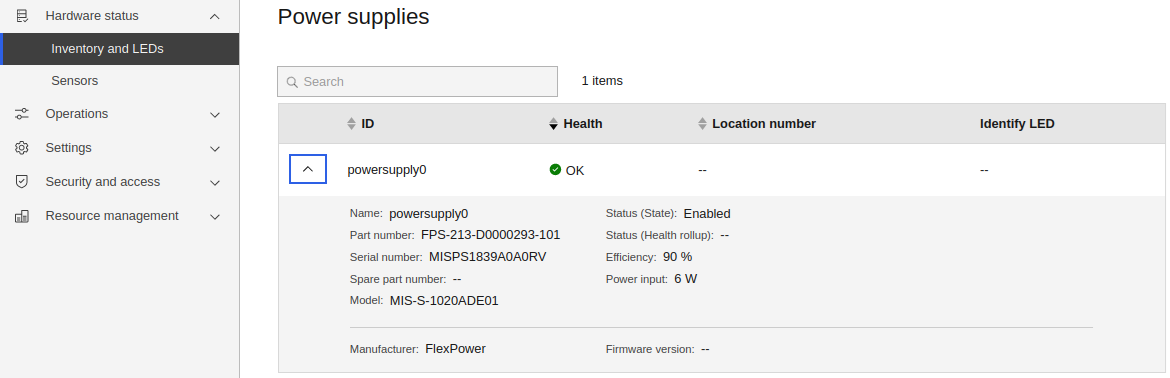 Hardware status
Inventory and LEDs
Sensors
Operations
Settings
Security and access
Resource management
Power supplies
Search
1 items
ID Health Location number Identify LED
powersupply0 OK -- --
Name: powersupply0 Status (State): Enabled
Part number: FPS-213-D0000293-101 Status (Health rollup): --
Serial number: MISPS1839A0A0RV Efficiency: 90 %
Spare part number: -- Power input: 6 W
Model: MIS-S-1020ADE01
Manufacturer: FlexPower Firmware version: --